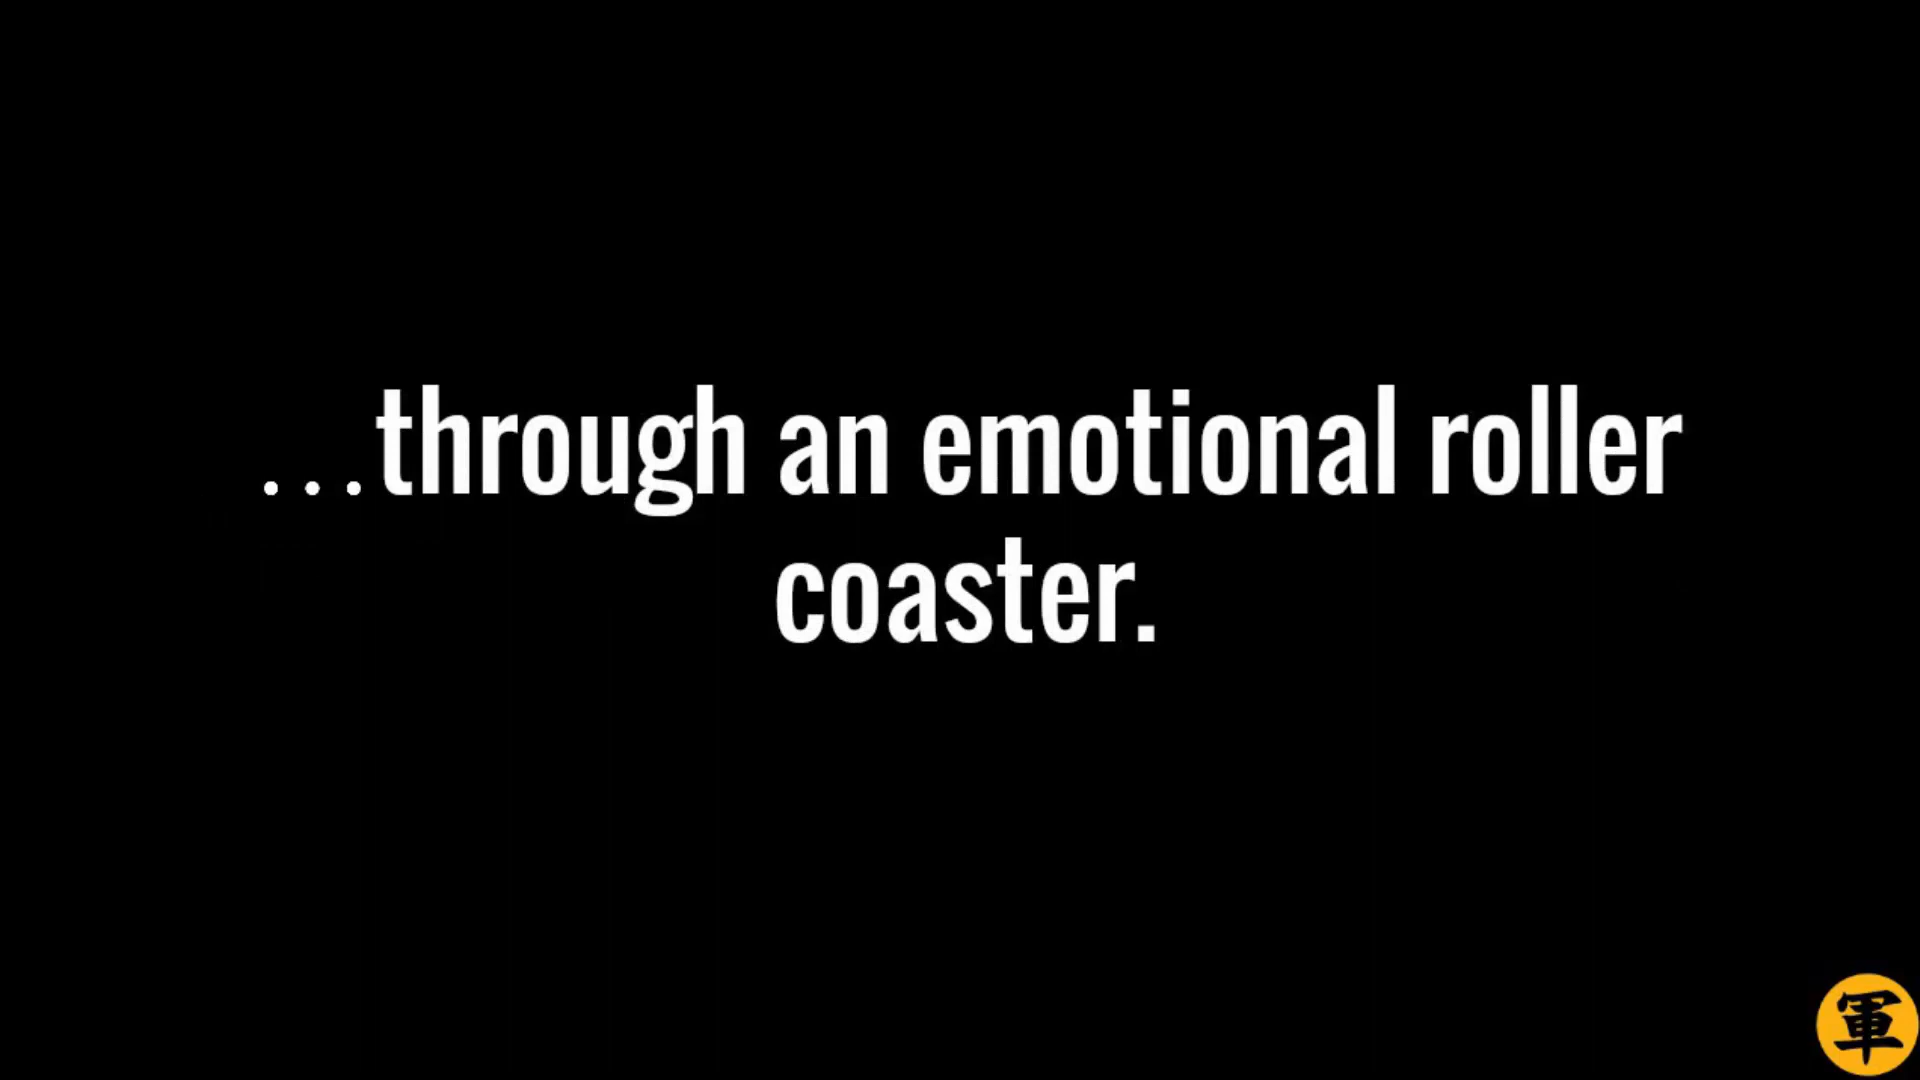 ...through an emotional roller
coaster.
軍